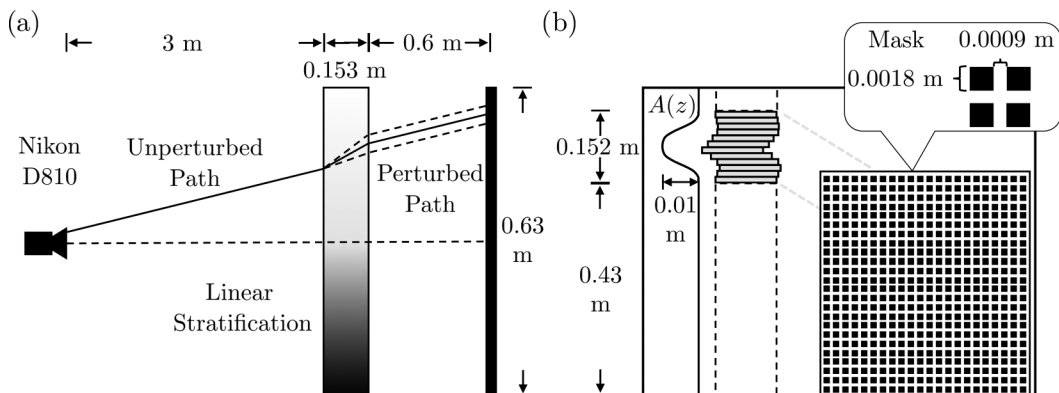 (a)
3 m
0.6 m
0.153 m
Nikon
D810
Unperturbed
Path
Perturbed
Path
0.63
m
Linear
Stratification
(b)
Mask
0.0009 m
0.0018 m
A(z)
0.152 m
0.01
m
0.43
m